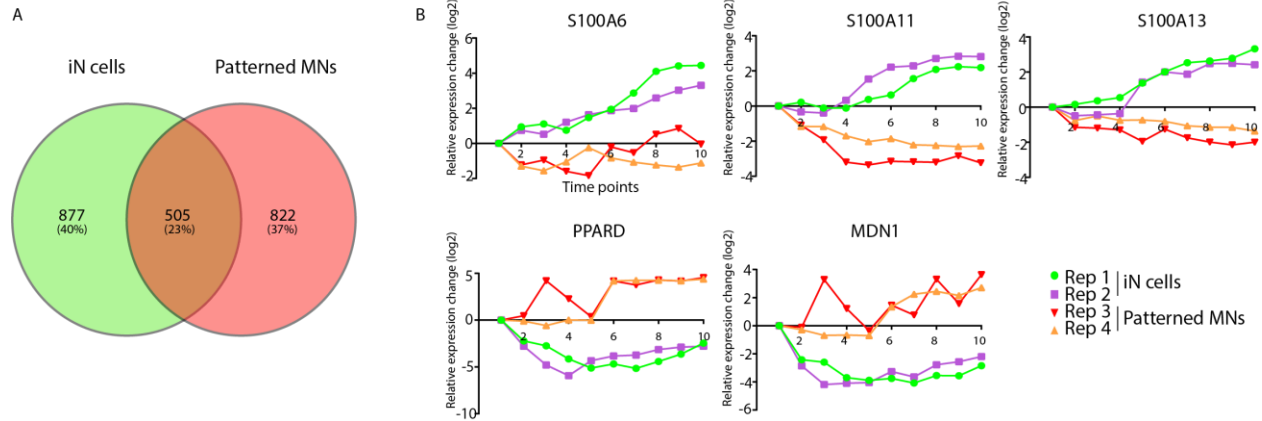 A
iN cells
Patterned MNs
877
(40%)
505
(23%)
822
(37%)
B
S100A6
Relative expression change (log2)
6
4
2
0
-2
2
4
6
8
10
Time points
S100A11
Relative expression change (log2)
4
2
0
-2
-4
2
4
6
8
10
S100A13
Relative expression change (log2)
4
2
0
-2
-4
2
4
6
8
10
PPARD
Relative expression change (log2)
5
0
-5
-10
2
4
6
8
10
MDN1
Relative expression change (log2)
4
2
0
-2
-4
-6
2
4
6
8
10
Rep 1
Rep 2
iN cells
Rep 3
Rep 4
Patterned MNs